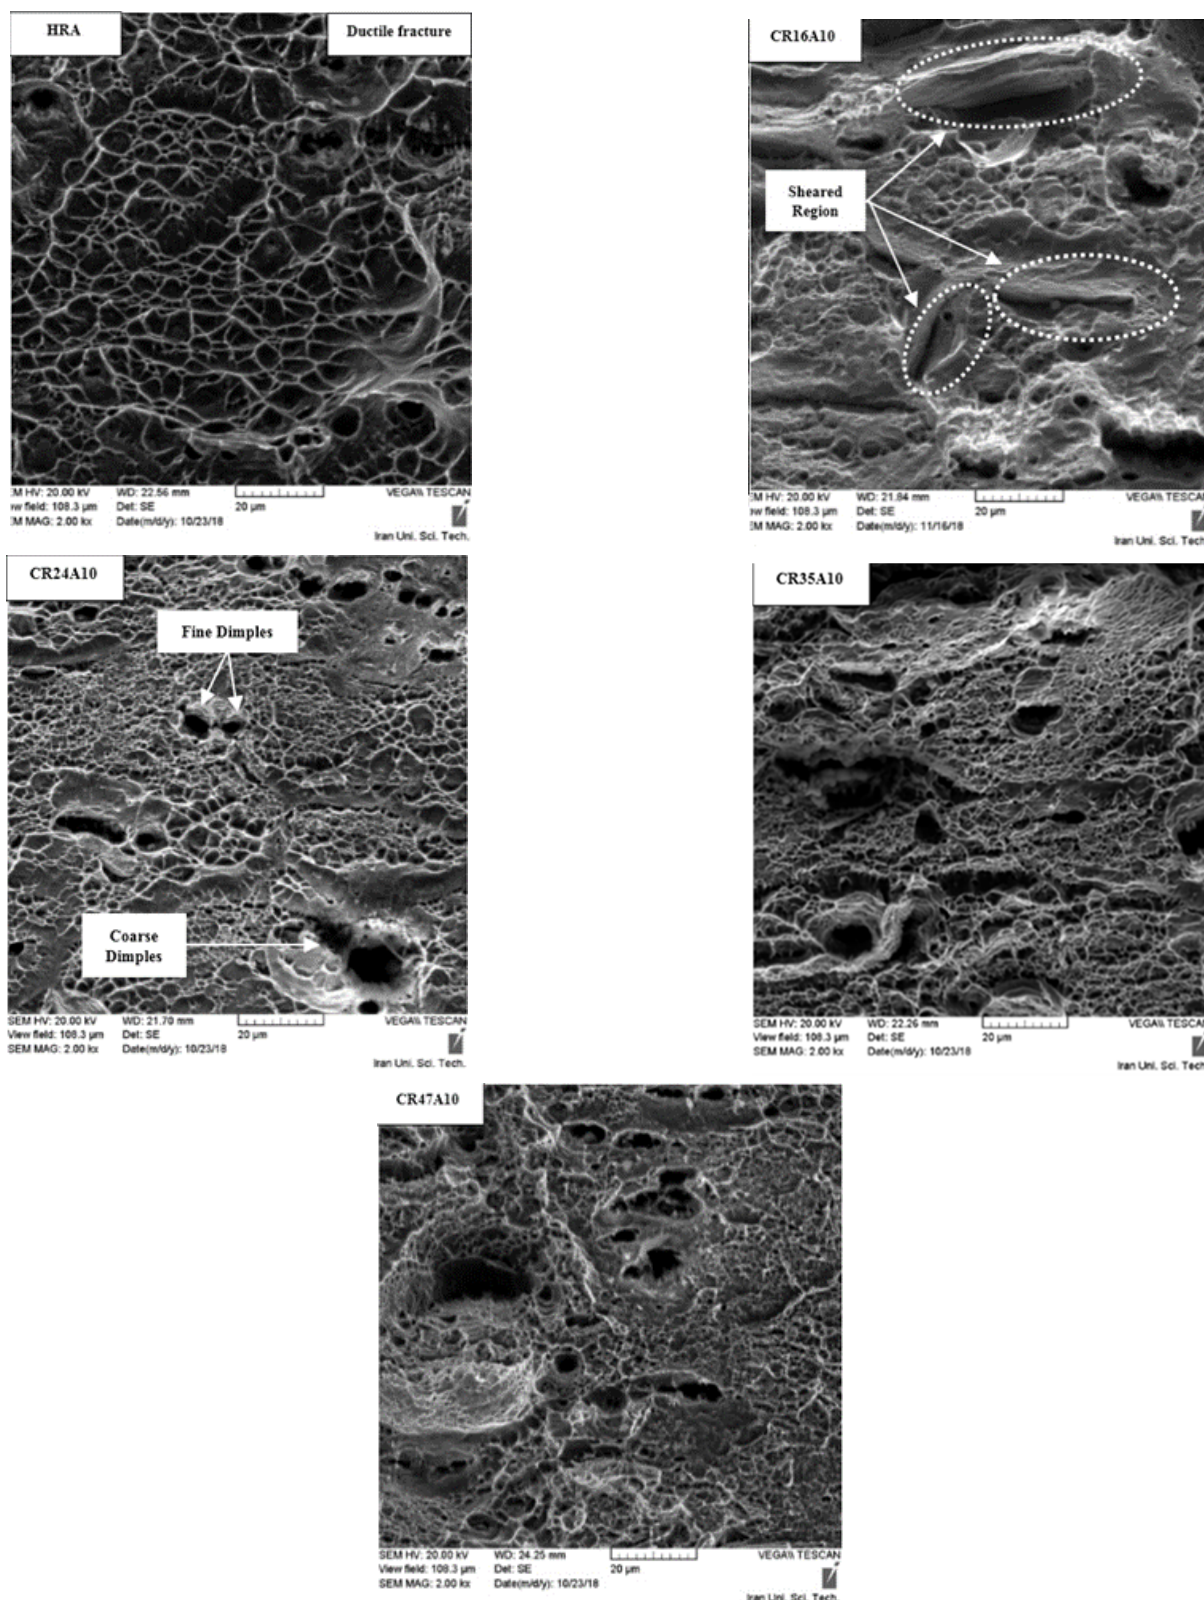 HRA
Ductile fracture
EM HV: 20.00 kV WD: 22.56 mm VEGA\\ TESCAN
ew field: 108.3 µm Det: SE 20 µm
EM MAG: 2.00 kx Date(m/d/y): 10/23/18
Iran Uni. Sci. Tech.
CR16A10
Sheared
Region
EM HV: 20.00 kV WD: 21.84 mm VEGA\\ TESCAN
ew field: 108.3 µm Det: SE 20 µm
EM MAG: 2.00 kx Date(m/d/y): 11/16/18
Iran Uni. Sci. Tech.
CR24A10
Fine Dimples
Coarse
Dimples
SEM HV: 20.00 kV WD: 21.70 mm VEGA\\ TESCAN
View field: 108.3 µm Det: SE 20 µm
SEM MAG: 2.00 kx Date(m/d/y): 10/23/18
Iran Uni. Sci. Tech.
CR35A10
SEM HV: 20.00 kV WD: 22.26 mm VEGA\\ TESCAN
View field: 108.3 µm Det: SE 20 µm
SEM MAG: 2.00 kx Date(m/d/y): 10/23/18
Iran Uni. Sci. Tech.
CR47A10
SEM HV: 20.00 kV WD: 24.25 mm VEGA\\ TESCAN
View field: 108.3 µm Det: SE 20 µm
SEM MAG: 2.00 kx Date(m/d/y): 10/23/18
Iran Uni. Sci. Tech.